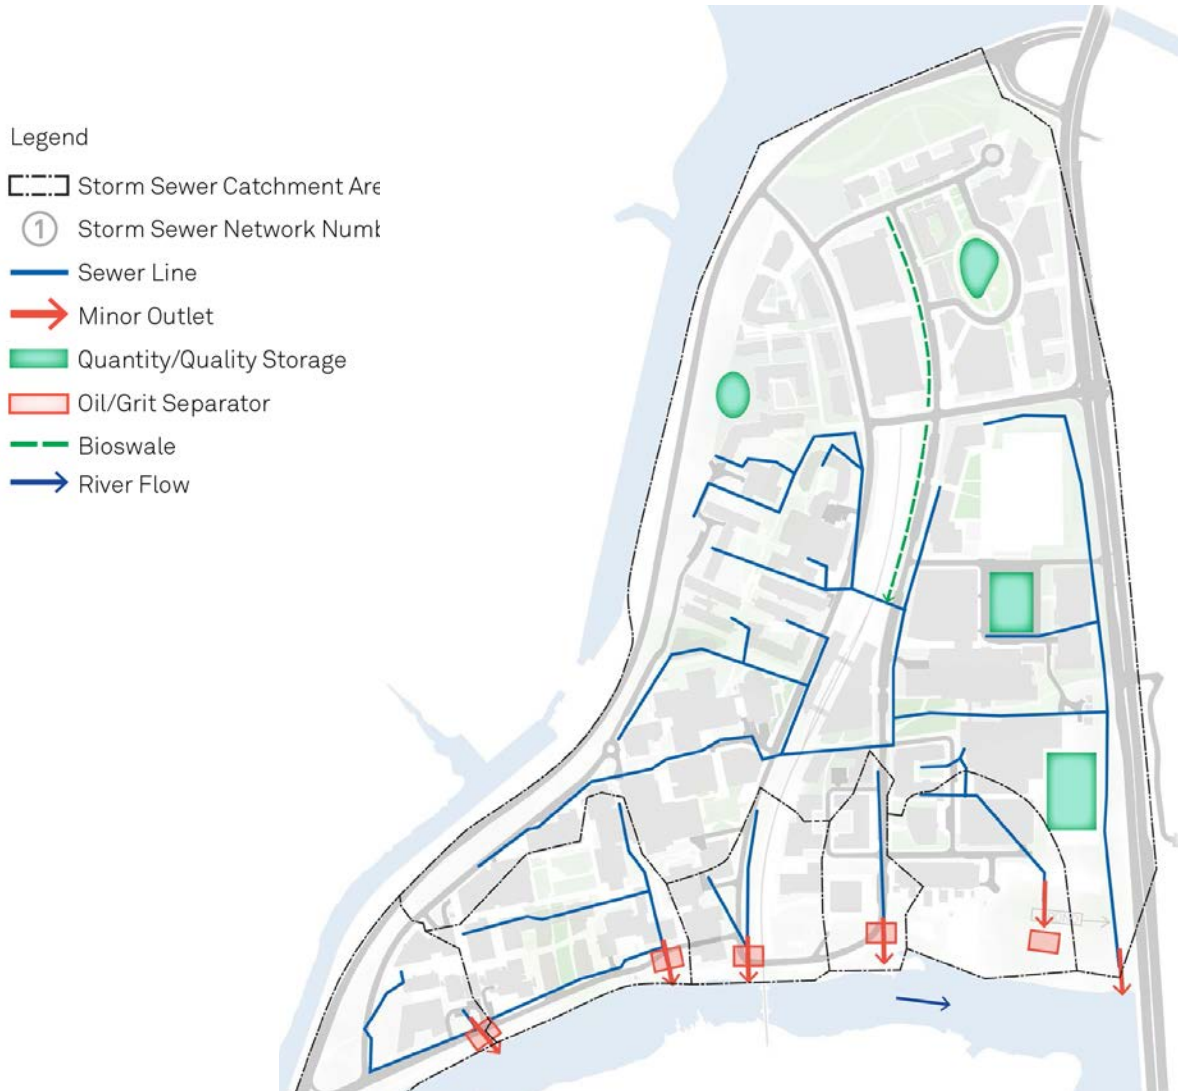 Legend
Storm Sewer Catchment Are
1
Storm Sewer Network Numb
Sewer Line
Minor Outlet
Quantity/Quality Storage
Oil/Grit Separator
Bioswale
River Flow